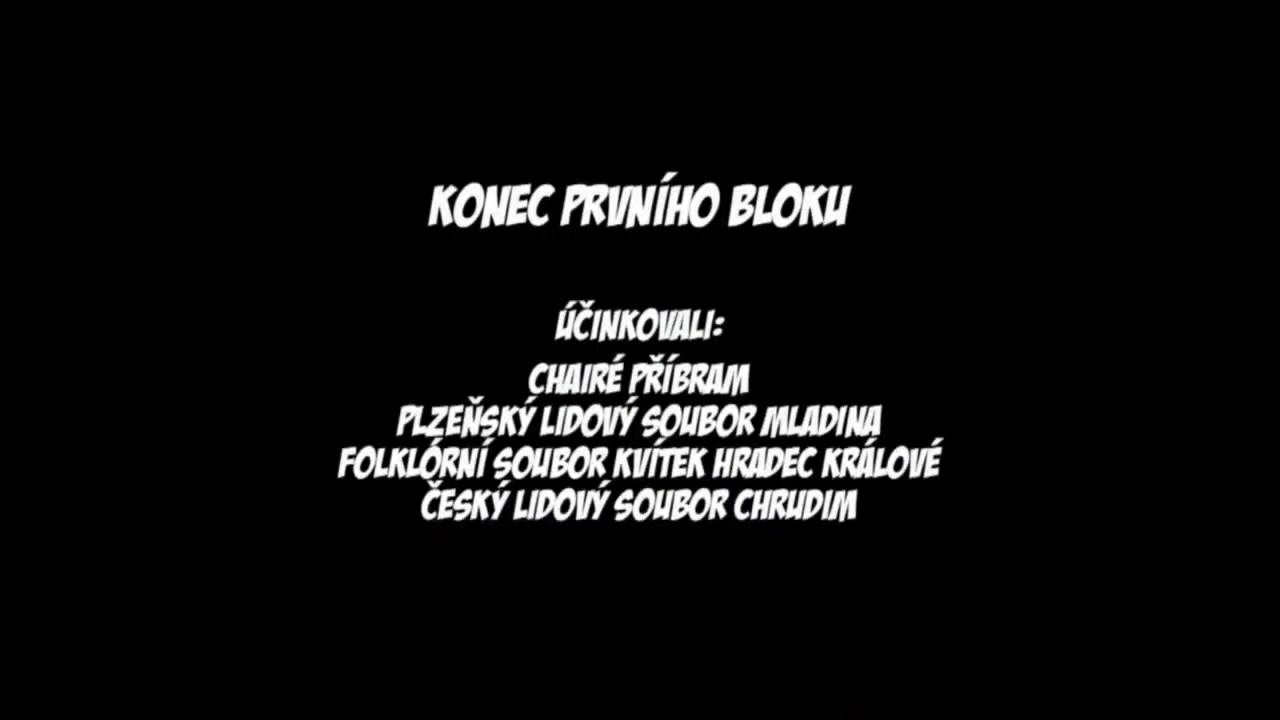 KONEC PRVNÍHO BLOKU
ÚČINKOVALI:
CHAIRÉ PŘÍBRAM
PLZEŇSKÝ LIDOVÝ SOUBOR MLADINA
FOLKLÓRNÍ SOUBOR KVÍTEK HRADEC KRÁLOVÉ
ČESKÝ LIDOVÝ SOUBOR CHRUDIM